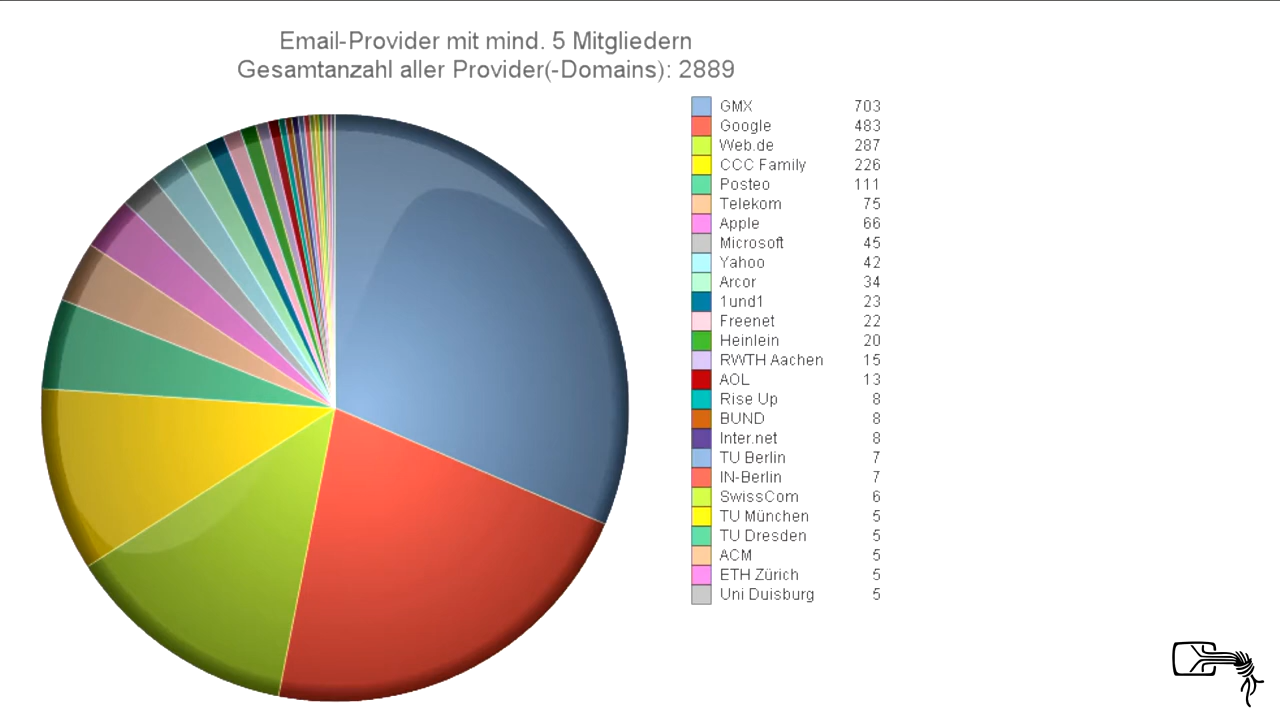 Email-Provider mit mind. 5 Mitgliedern
Gesamtanzahl aller Provider(-Domains): 2889
GMX 703
Google 483
Web.de 287
CCC Family 226
Posteo 111
Telekom 75
Apple 66
Microsoft 45
Yahoo 42
Arcor 34
1und1 23
Freenet 22
Heinlein 20
RWTH Aachen 15
AOL 13
Rise Up 8
BUND 8
Inter.net 8
TU Berlin 7
IN-Berlin 7
SwissCom 6
TU München 5
TU Dresden 5
ACM 5
ETH Zürich 5
Uni Duisburg 5